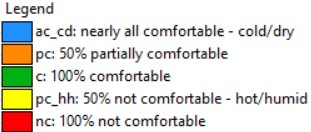 Legend
ac_cd: nearly all comfortable - cold/dry
pc: 50% partially comfortable
c: 100% comfortable
pc_hh: 50% not comfortable - hot/humid
nc: 100% not comfortable